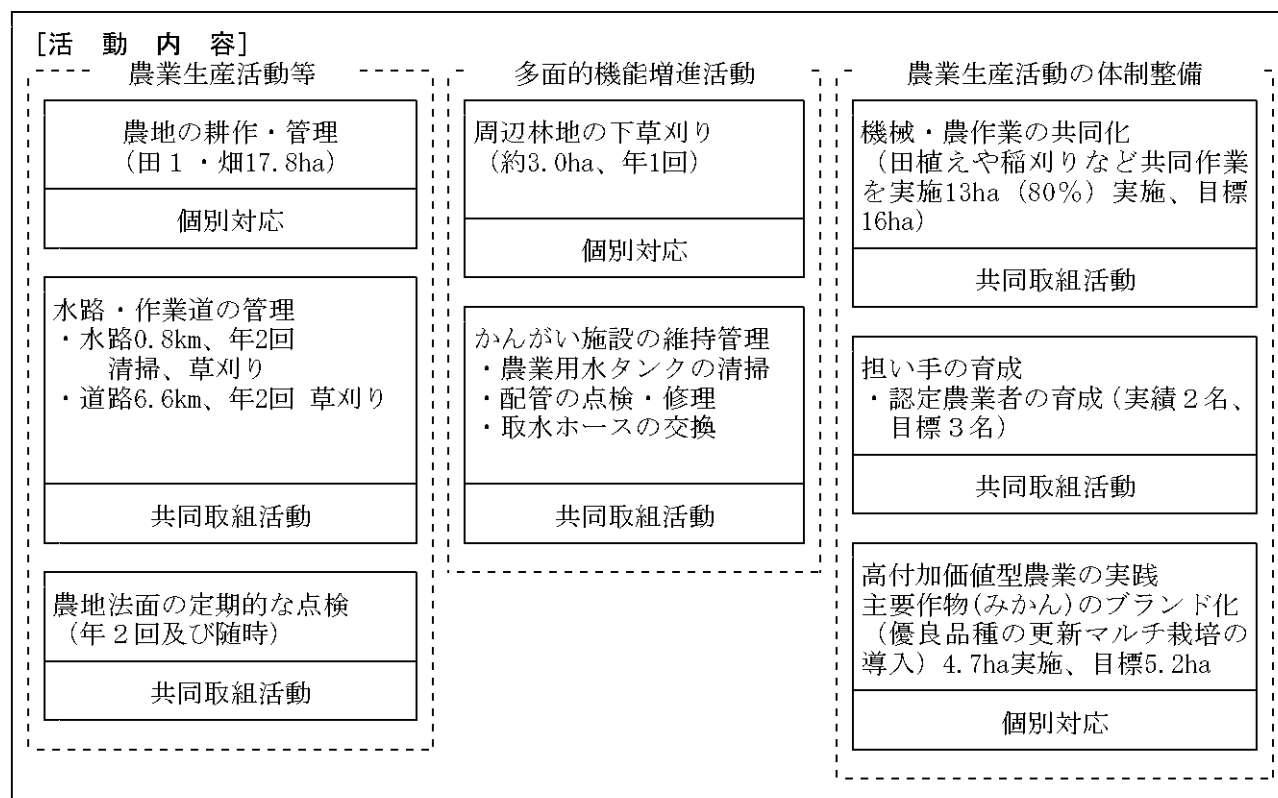 [活　動　内　容]
農業生産活動等
農地の耕作・管理
（田１・畑17.8ha）
個別対応
水路・作業道の管理
・水路0.8km、年2回
清掃、草刈り
・道路6.6km、年2回 草刈り
共同取組活動
農地法面の定期的な点検
（年２回及び随時）
共同取組活動
多面的機能増進活動
周辺林地の下草刈り
（約3.0ha、年1回）
個別対応
かんがい施設の維持管理
・農業用水タンクの清掃
・配管の点検・修理
・取水ホースの交換
共同取組活動
農業生産活動の体制整備
機械・農作業の共同化
（田植えや稲刈りなど共同作業
を実施13ha（80％）実施、目標
16ha）
共同取組活動
担い手の育成
・認定農業者の育成（実績２名、
目標３名）
共同取組活動
高付加価値型農業の実践
主要作物(みかん)のブランド化
（優良品種の更新マルチ栽培の
導入）4.7ha実施、目標5.2ha
個別対応